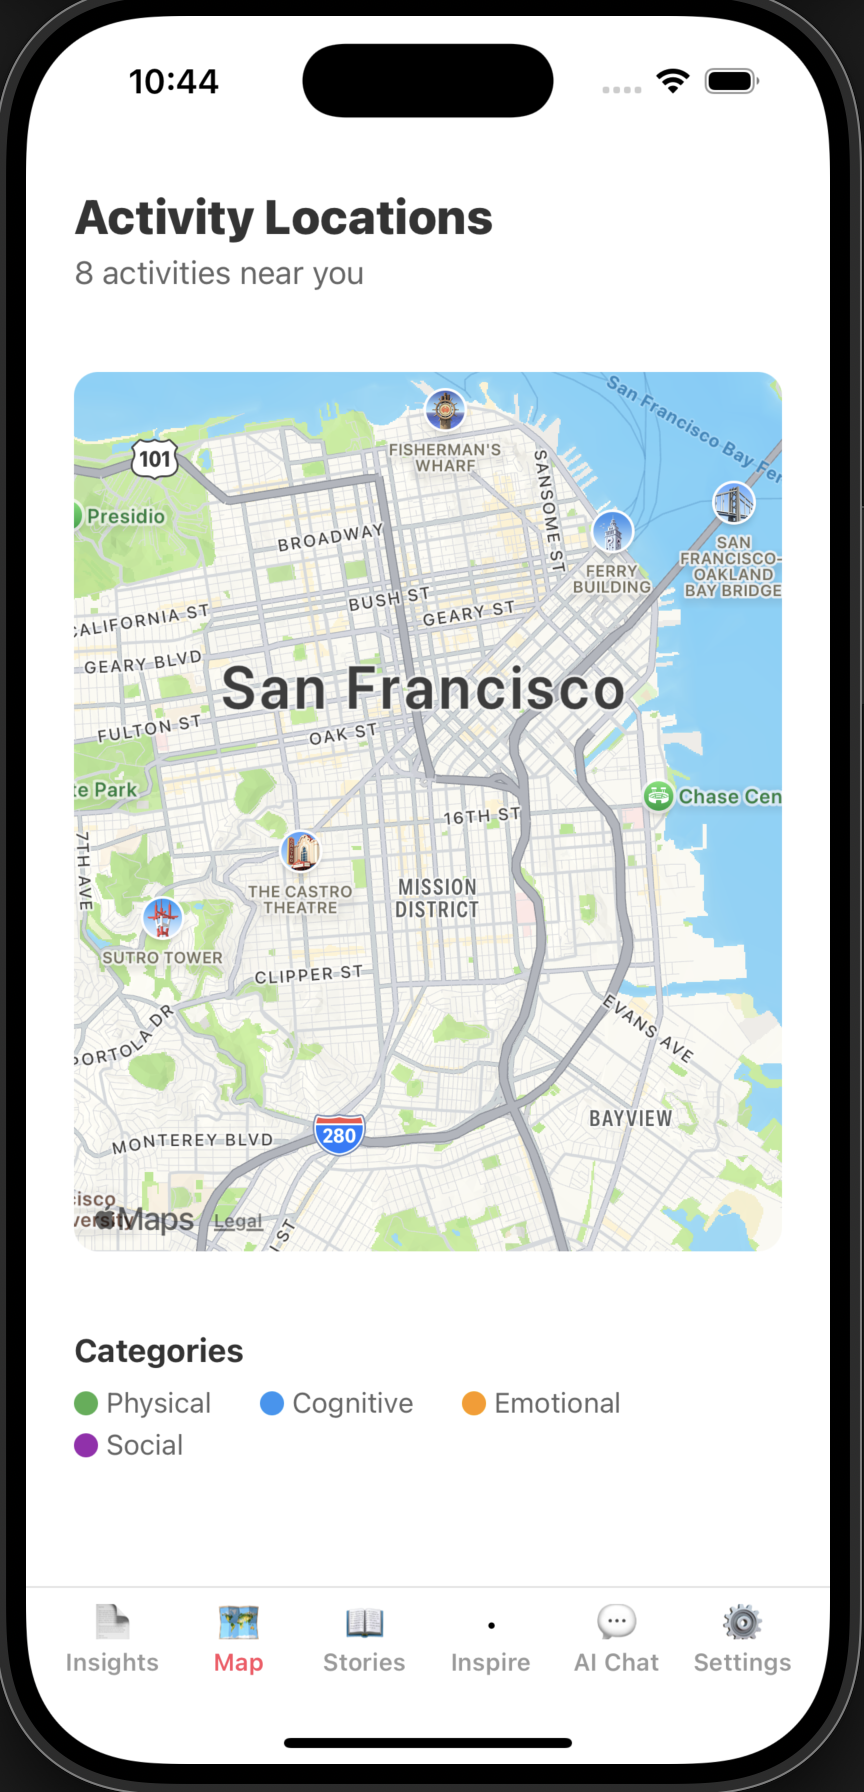 10:44
Activity Locations
8 activities near you
San Francisco Bay Fer
101
FISHERMAN'S
WHARF
SANSOME ST
Presidio
BROADWAY
SAN
FRANCISCO-
OAKLAND
BAY BRIDGE
FERRY
BUILDING
CALIFORNIA ST
BUSH ST
GEARY ST
GEARY BLVD
San Francisco
FULTON ST
OAK ST
te Park
Chase Cen
16TH ST
7TH AVE
THE CASTRO
THEATRE
MISSION
DISTRICT
SUTRO TOWER
CLIPPER ST
EVANS AVE
PORTOLA DR
BAYVIEW
280
MONTEREY BLVD
cisco
versity
Maps
Legal
I ST
Categories
Physical
Cognitive
Emotional
Social
Insights
Map
Stories
Inspire
AI Chat
Settings